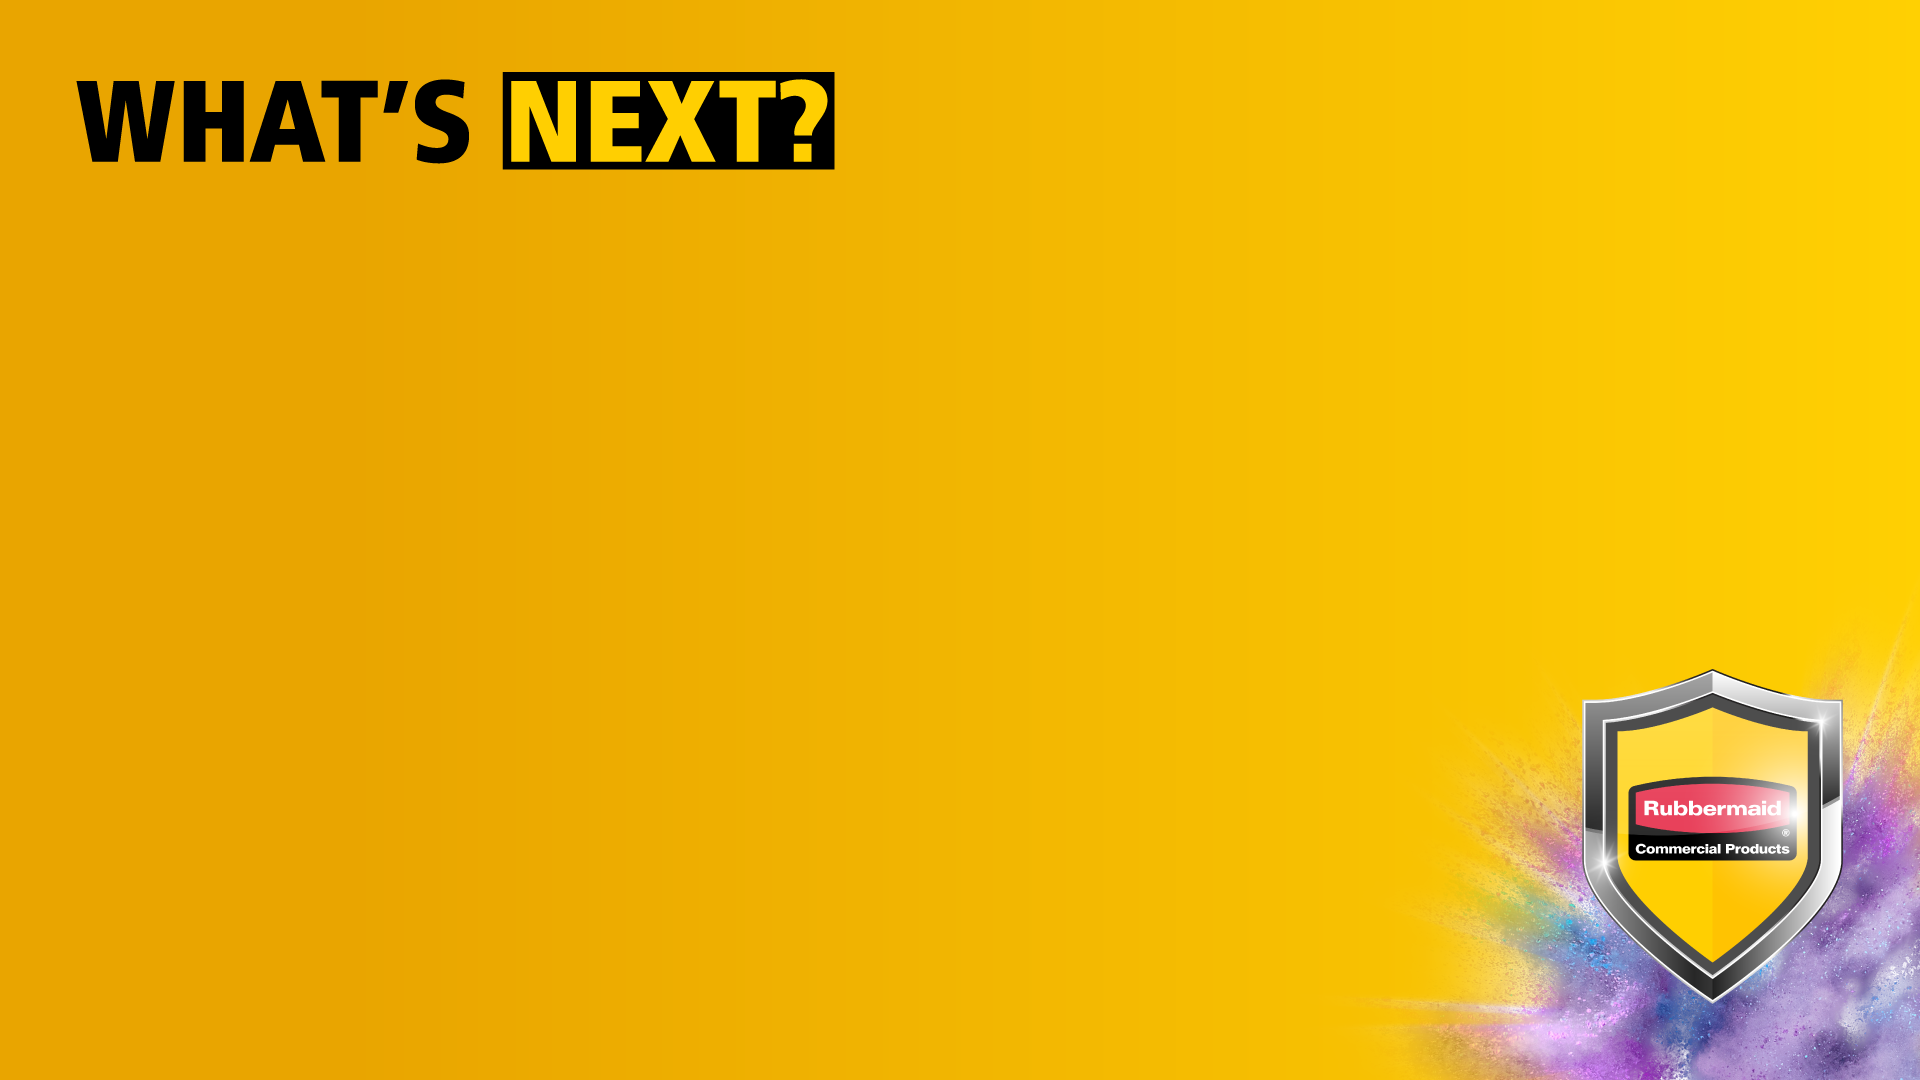 WHAT’S NEXT?
Rubbermaid
®
Commercial Products